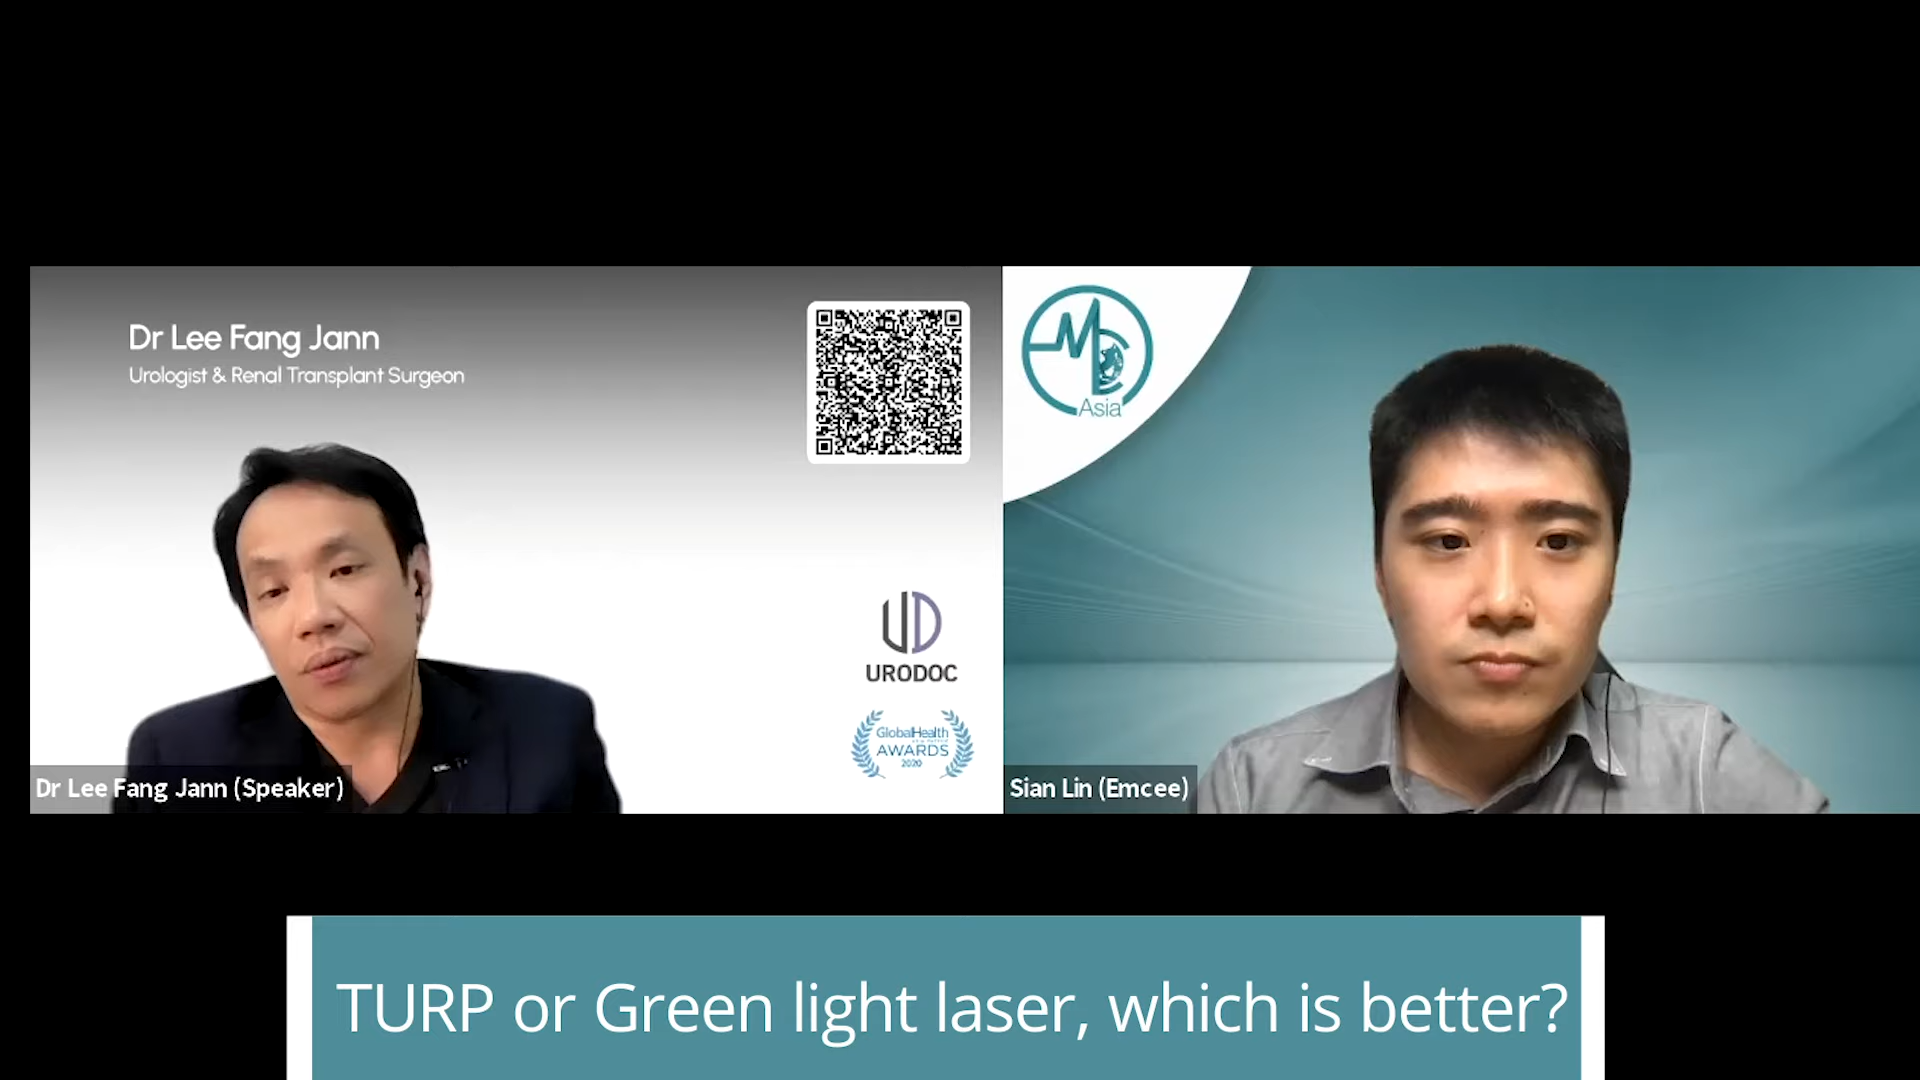 Dr Lee Fang Jann
Urologist & Renal Transplant Surgeon
Asia
URODOC
GlobalHealth
AWARDS
2020
Dr Lee Fang Jann (Speaker)
Sian Lin (Emcee)
TURP or Green light laser, which is better?